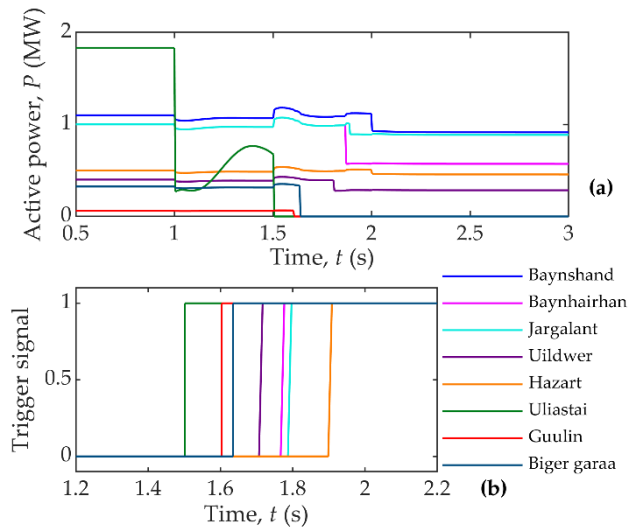 2
1
0
Active power, P (MW)
0.5
1
1.5
2
2.5
3
Time, t (s)
(a)
1
0.5
0
Trigger signal
1.2
1.4
1.6
1.8
2
2.2
Time, t (s)
(b)
Baynshand
Baynhairhan
Jargalant
Uildwer
Hazart
Uliastai
Guulin
Biger garaa